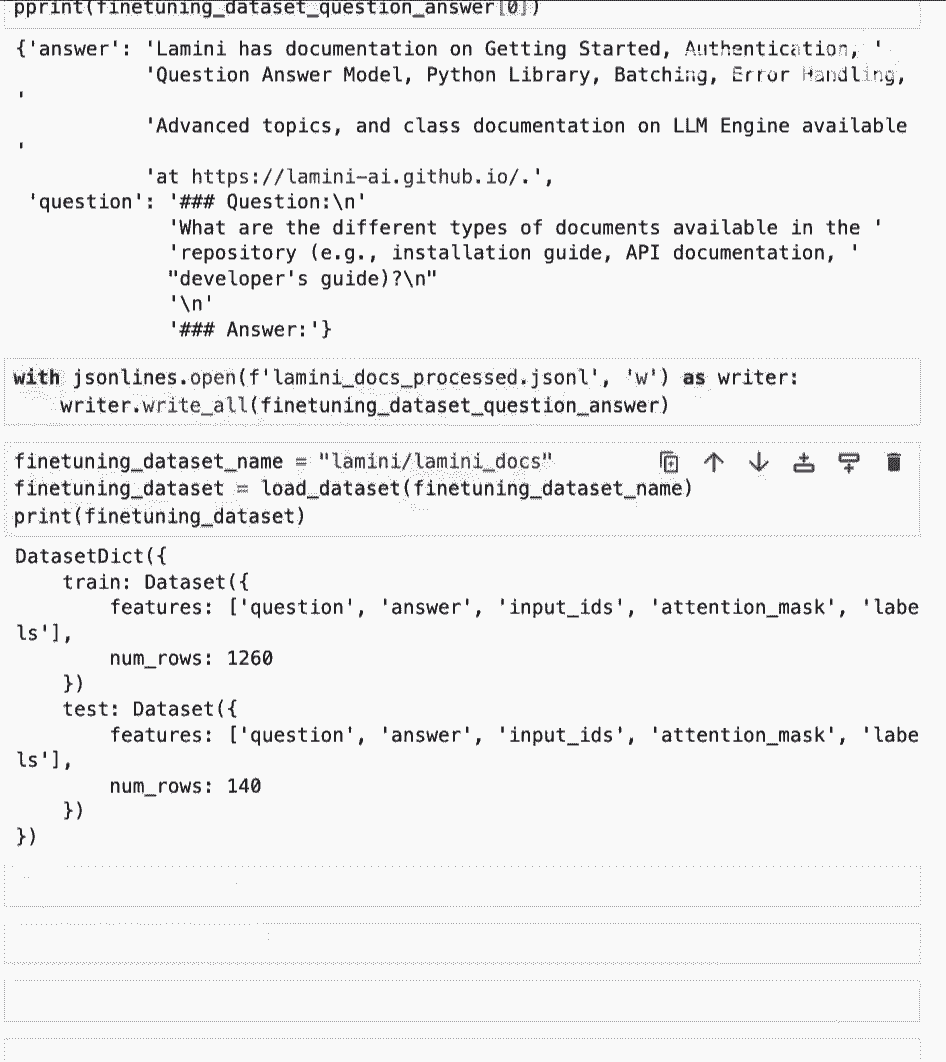 pprint(finetuning_dataset_question_answer[0])
{'answer': 'Lamini has documentation on Getting Started, Authentication, '
           'Question Answer Model, Python Library, Batching, Error Handling,
'
           'Advanced topics, and class documentation on LLM Engine available
'
           'at https://lamini-ai.github.io/.',
 'question': '### Question:\n'
             'What are the different types of documents available in the '
             'repository (e.g., installation guide, API documentation, '
             "developer's guide)?\n"
             '\n'
             '### Answer:'}
with jsonlines.open(f'lamini_docs_processed.jsonl', 'w') as writer:
    writer.write_all(finetuning_dataset_question_answer)
finetuning_dataset_name = "lamini/lamini_docs"
finetuning_dataset = load_dataset(finetuning_dataset_name)
print(finetuning_dataset)
DatasetDict({
    train: Dataset({
        features: ['question', 'answer', 'input_ids', 'attention_mask', 'labe
ls'],
        num_rows: 1260
    })
    test: Dataset({
        features: ['question', 'answer', 'input_ids', 'attention_mask', 'labe
ls'],
        num_rows: 140
    })
})